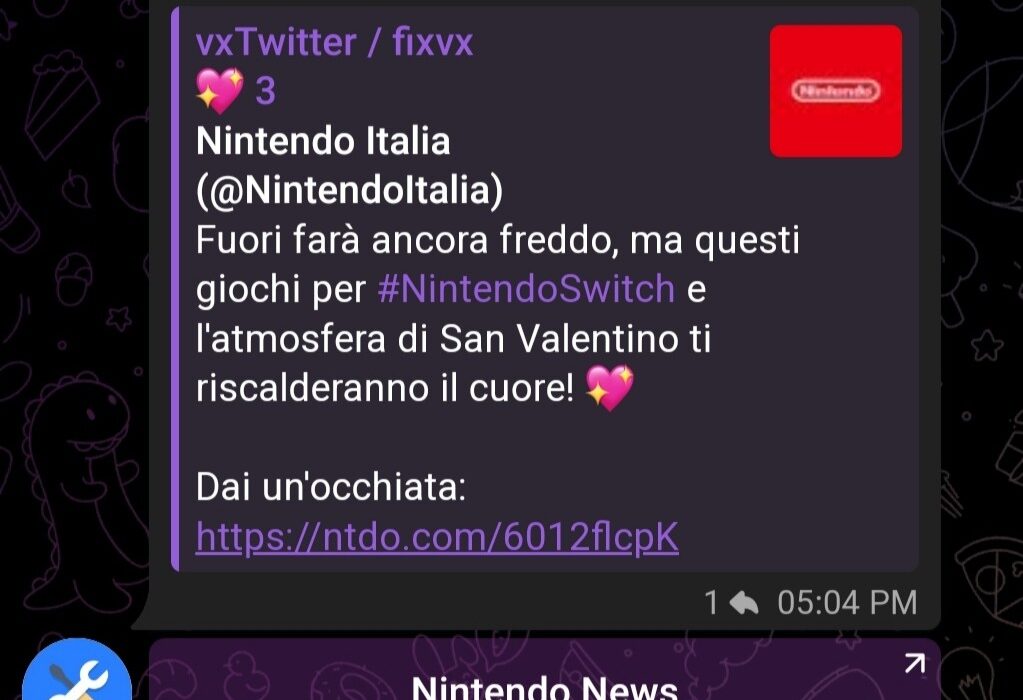 vxTwitter / fixvx
💖 3
Nintendo Italia
(@NintendoItalia)
Nintendo
Fuori farà ancora freddo, ma questi
giochi per #NintendoSwitch e
l'atmosfera di San Valentino ti
riscalderanno il cuore! 💖
Dai un'occhiata:
https://ntdo.com/6012flcpK
1 05:04 PM
Nintendo News